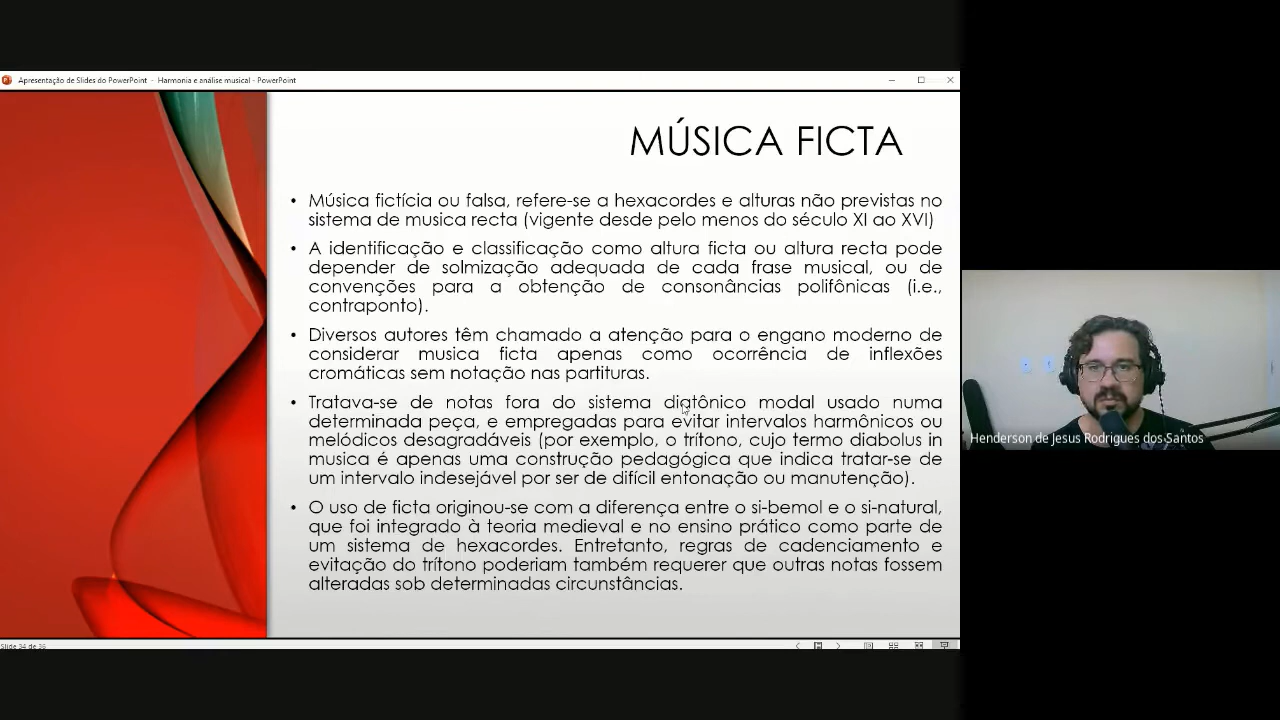 Apresentação de Slides do PowerPoint - Harmonia e análise musical - PowerPoint
MÚSICA FICTA
• Música fictícia ou falsa, refere-se a hexacordes e alturas não previstas no
sistema de musica recta (vigente desde pelo menos do século XI ao XVI)
• A identificação e classificação como altura ficta ou altura recta pode
depender de solmização adequada de cada frase musical, ou de
convenções para a obtenção de consonâncias polifônicas (i.e.,
contraponto).
• Diversos autores têm chamado a atenção para o engano moderno de
considerar musica ficta apenas como ocorrência de inflexões
cromáticas sem notação nas partituras.
• Tratava-se de notas fora do sistema diatônico modal usado numa
determinada peça, e empregadas para evitar intervalos harmônicos ou
melódicos desagradáveis (por exemplo, o trítono, cujo termo diabolus in
musica é apenas uma construção pedagógica que indica tratar-se de
um intervalo indesejável por ser de difícil entonação ou manutenção).
• O uso de ficta originou-se com a diferença entre o si-bemol e o si-natural,
que foi integrado à teoria medieval e no ensino prático como parte de
um sistema de hexacordes. Entretanto, regras de cadenciamento e
evitação do trítono poderiam também requerer que outras notas fossem
alteradas sob determinadas circunstâncias.
Slide 34 de 36
Henderson de Jesus Rodrigues dos Santos